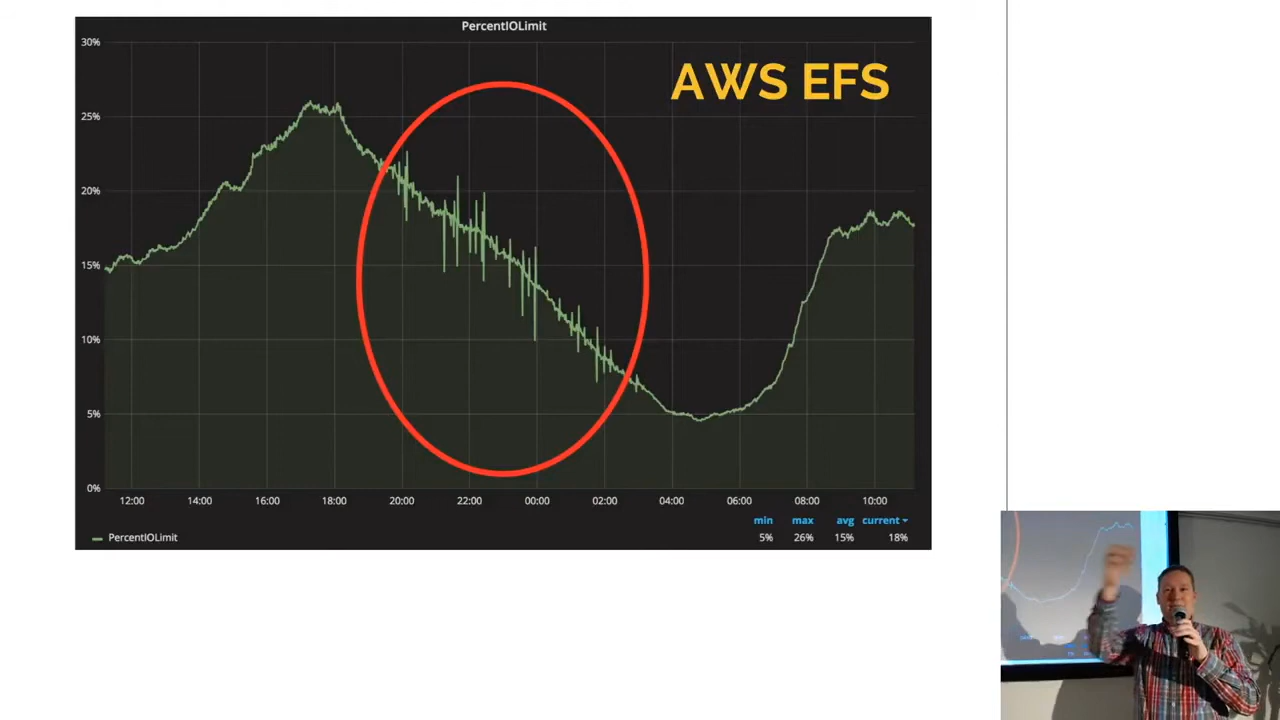 PercentIOLimit
AWS EFS
30%
25%
20%
15%
10%
5%
0%
12:00 14:00 16:00 18:00 20:00 22:00 00:00 02:00 04:00 06:00 08:00 10:00
min max avg current
PercentIOLimit 5% 26% 15% 18%